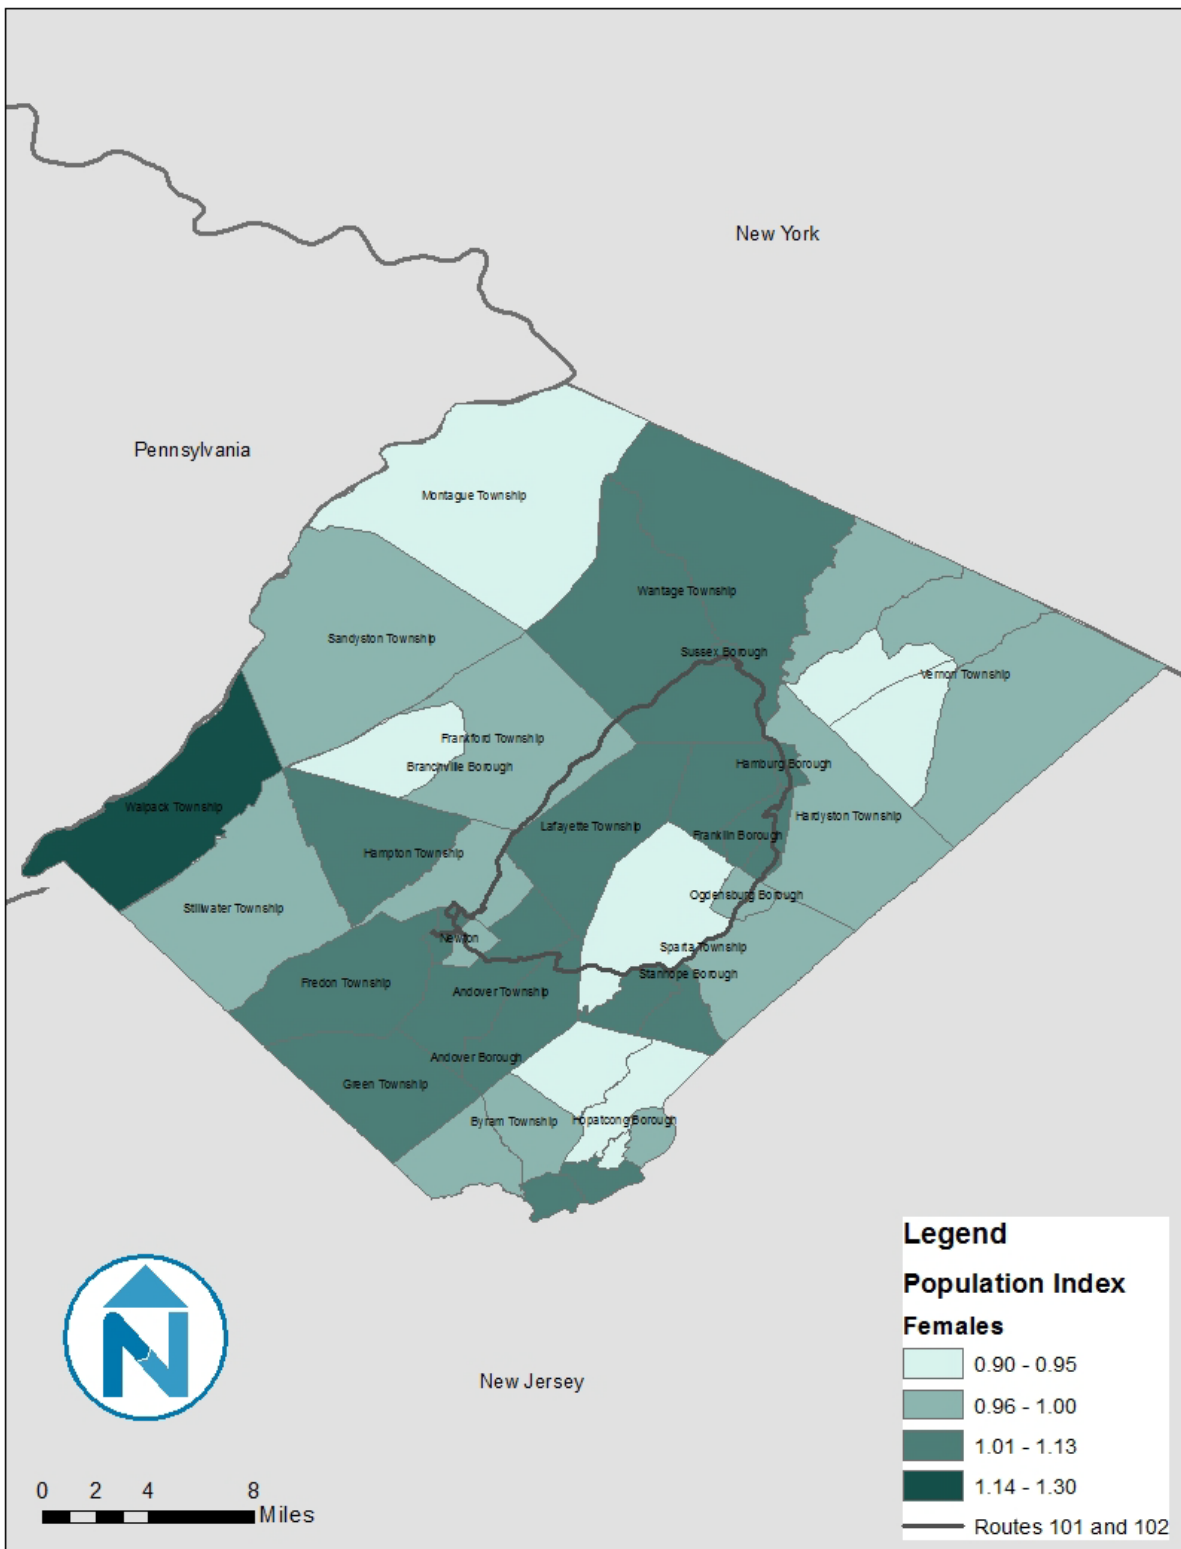 New York
Pennsylvania
Montague Township
Wantage Township
Sandyston Township
Sussex Borough
Vernon Township
Frankford Township
Branchville Borough
Hamburg Borough
Walpack Township
Hardyston Township
Lafayette Township
Franklin Borough
Hampton Township
Ogdensburg Borough
Stillwater Township
Newton
Sparta Township
Stanhope Borough
Fredon Township
Andover Township
Andover Borough
Green Township
Byram Township
Hopatcong Borough
New Jersey
N
0 2 4 8
Miles
Legend
Population Index
Females
0.90 - 0.95
0.96 - 1.00
1.01 - 1.13
1.14 - 1.30
Routes 101 and 102